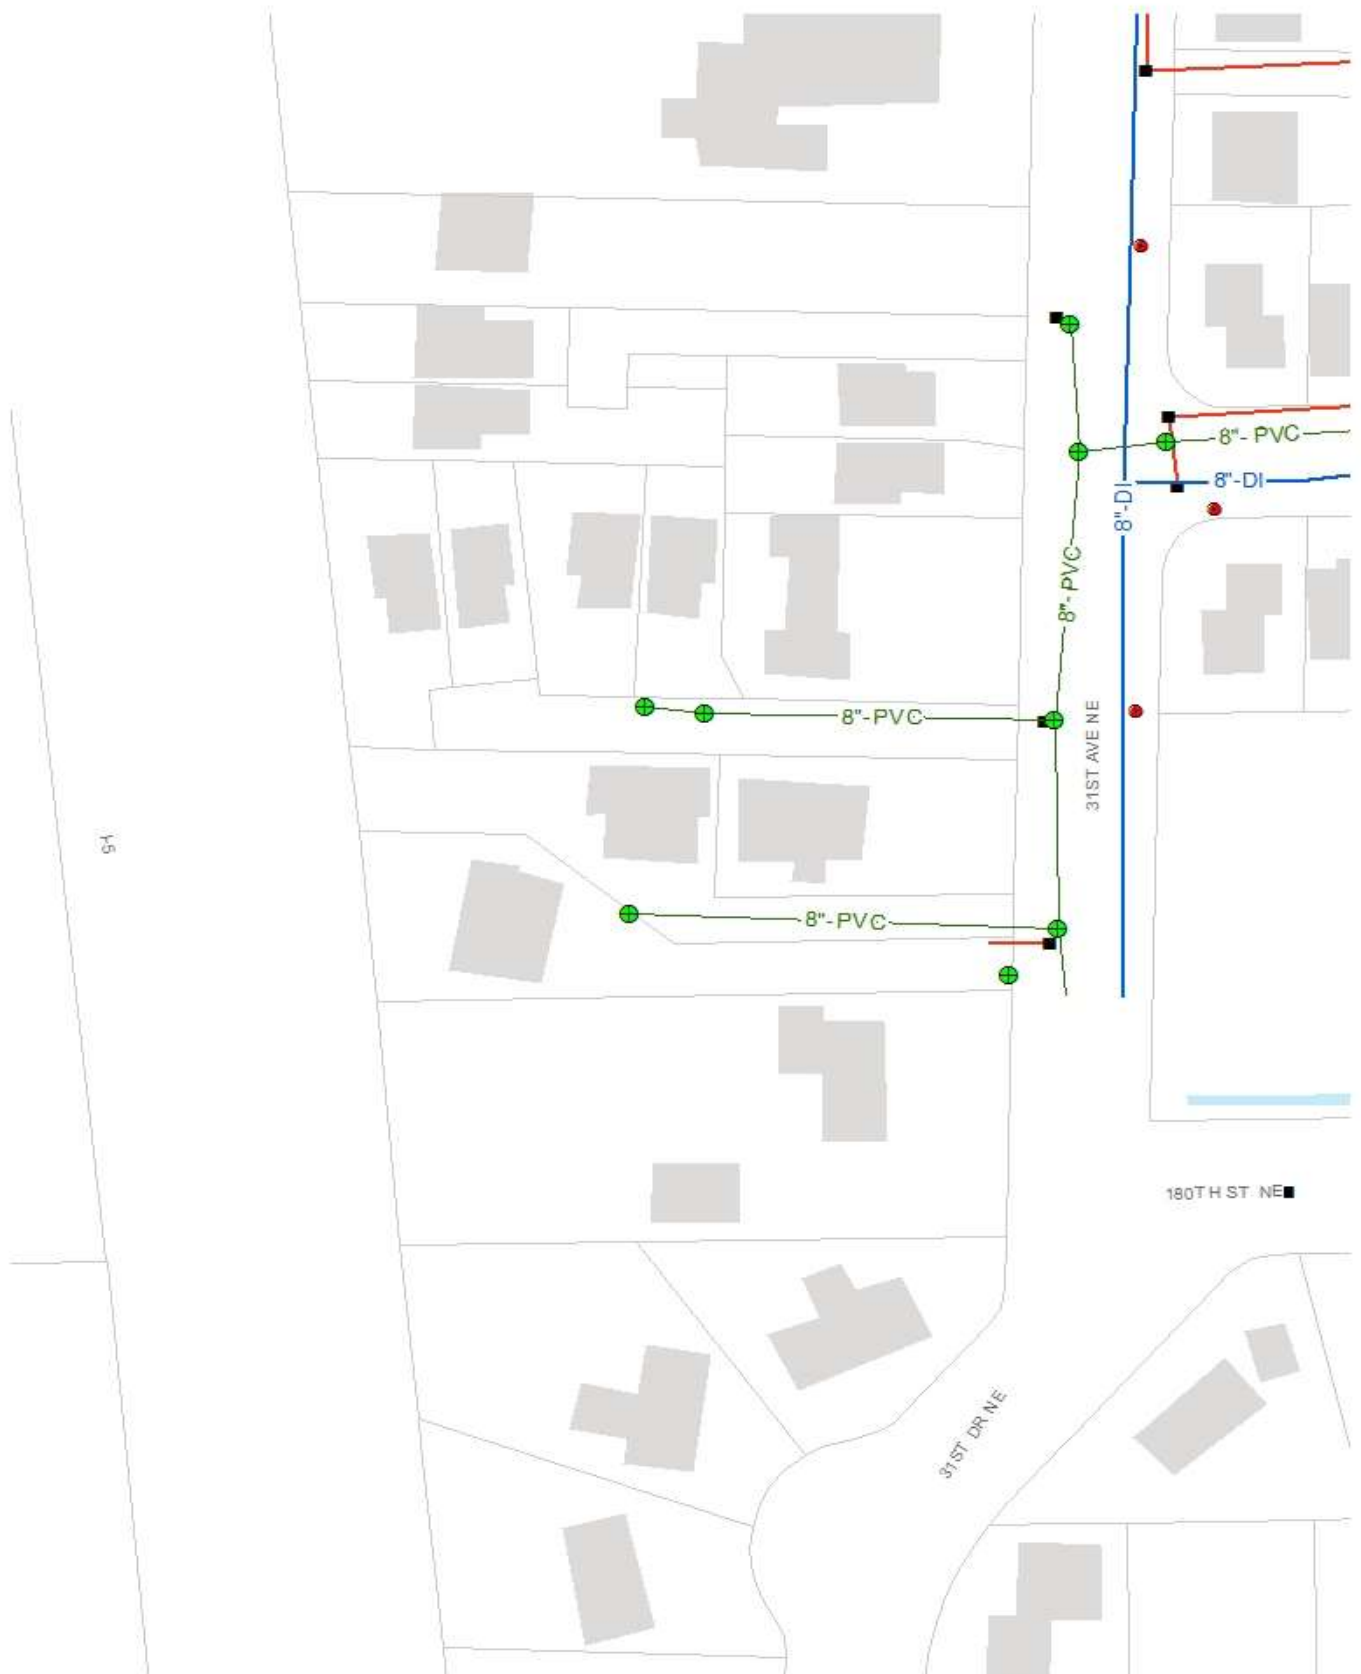 8"- PVC
8"-DI
8"-DI
8"- PVC
8"-PVC
31ST AVE NE
I-5
8"-PVC
180TH ST NE
31ST DR NE